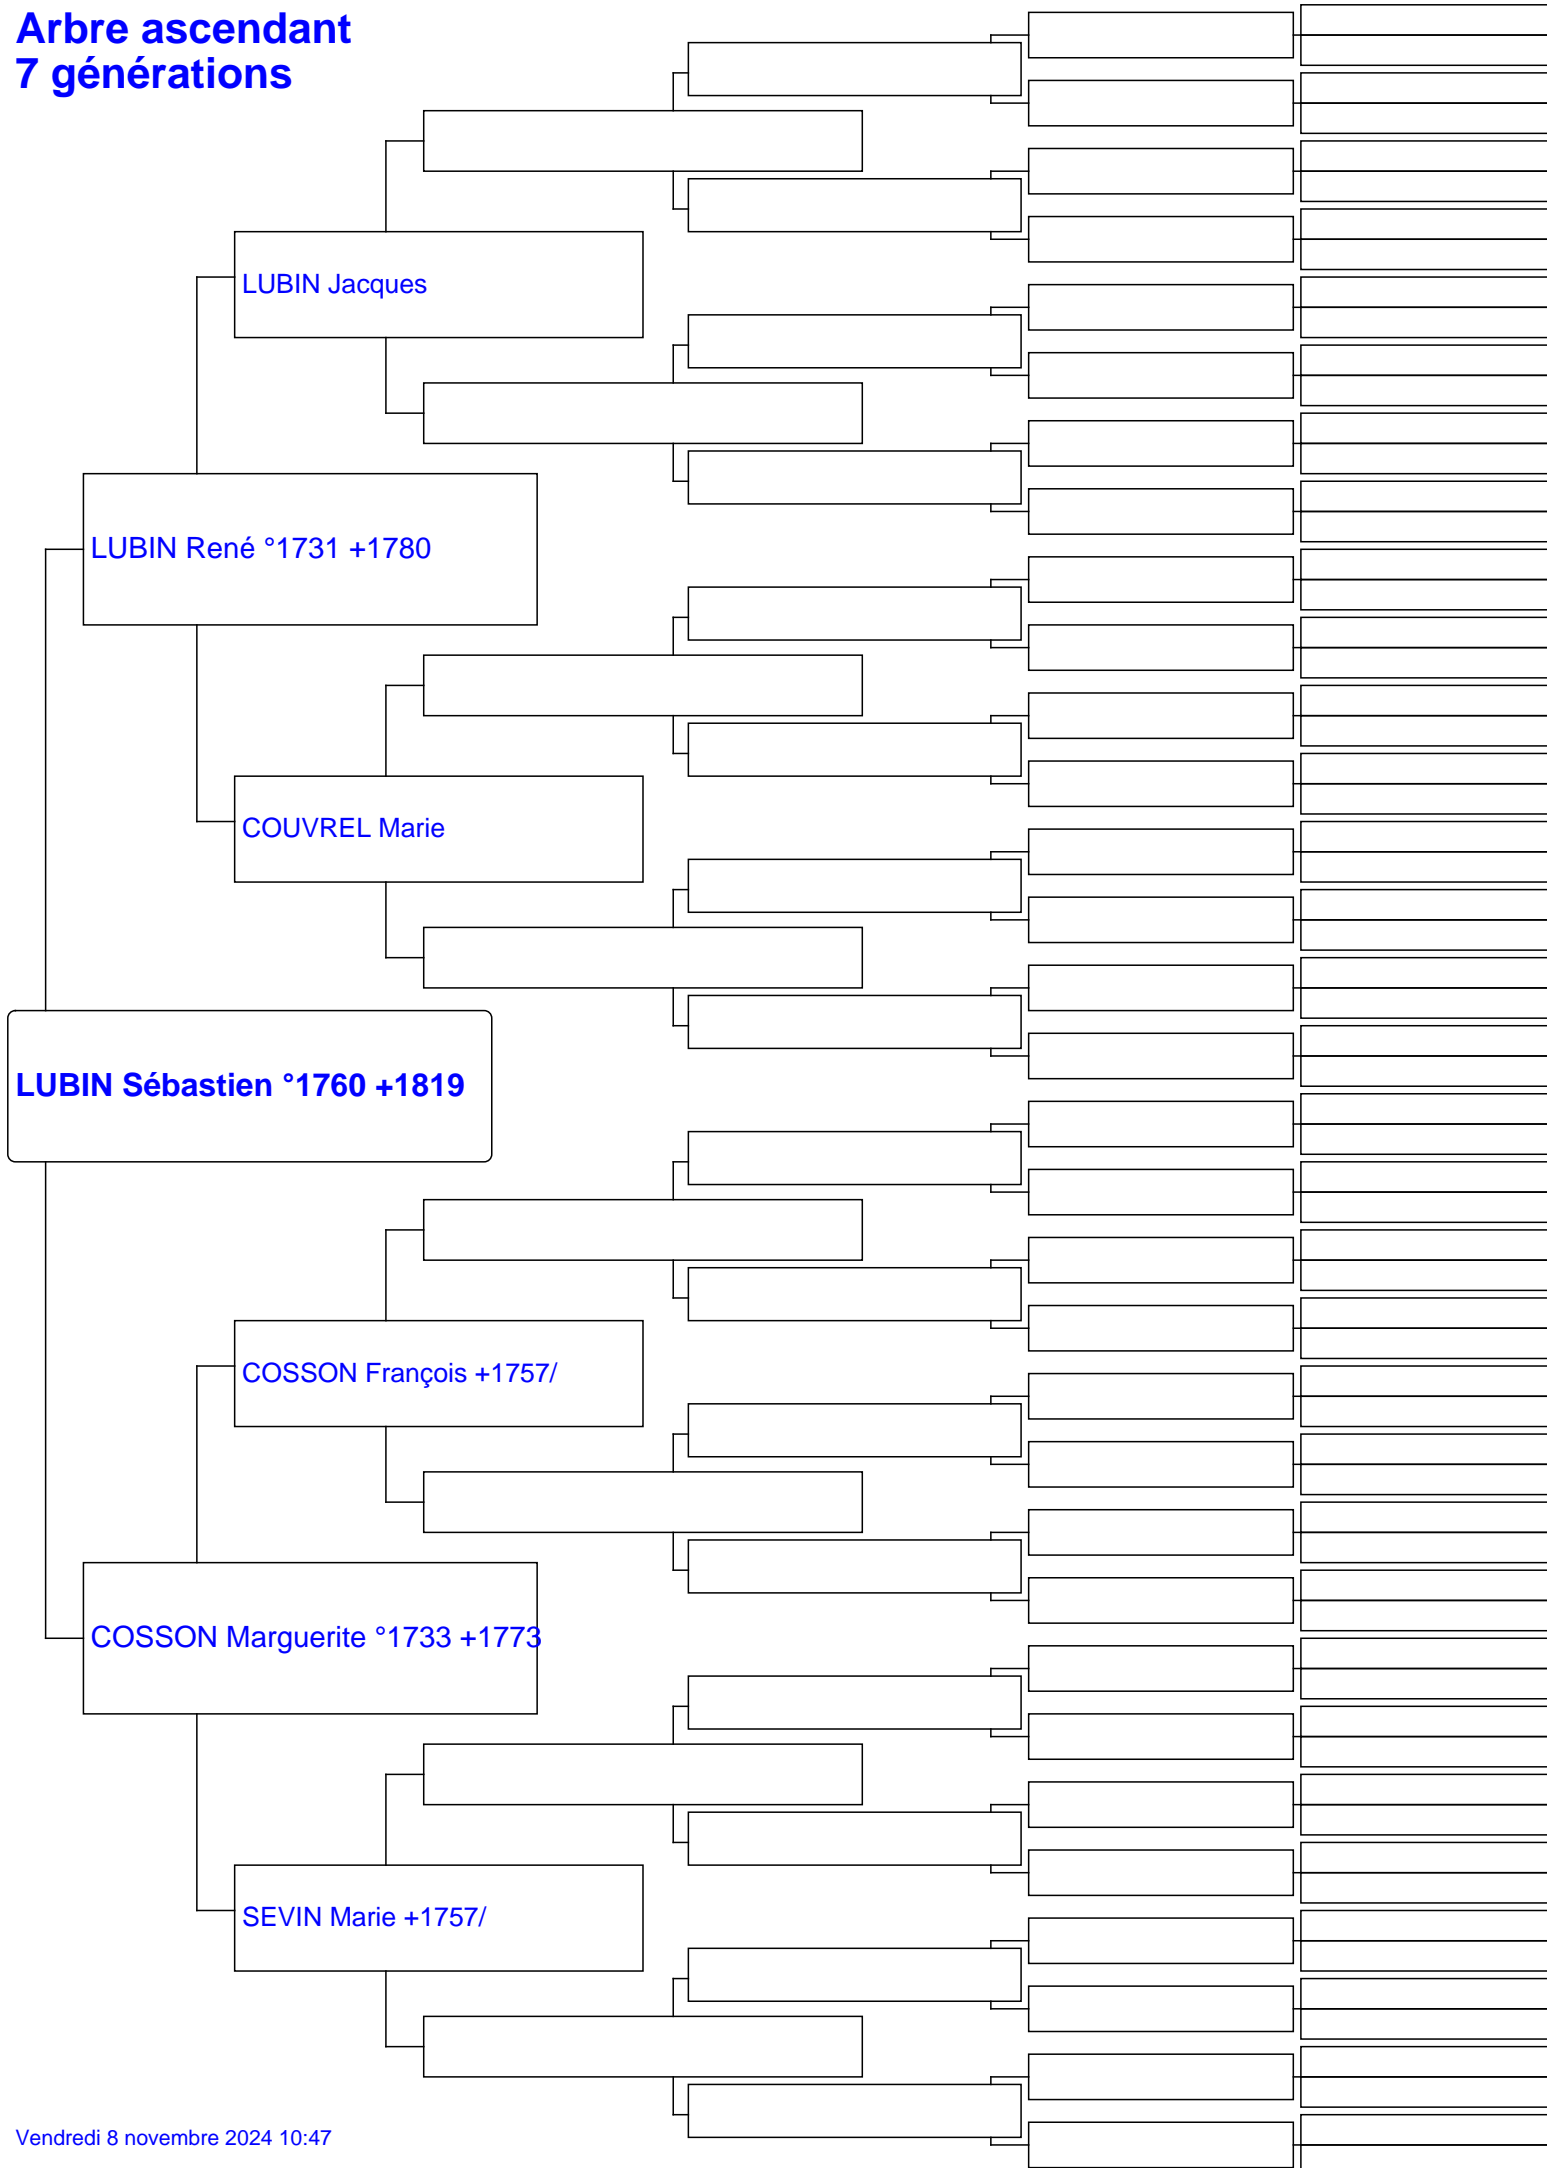 Arbre ascendant
7 générations
LUBIN Jacques
LUBIN René °1731 +1780
COUVREL Marie
LUBIN Sébastien °1760 +1819
COSSON François +1757/
COSSON Marguerite °1733 +1773
SEVIN Marie +1757/
Vendredi 8 novembre 2024 10:47